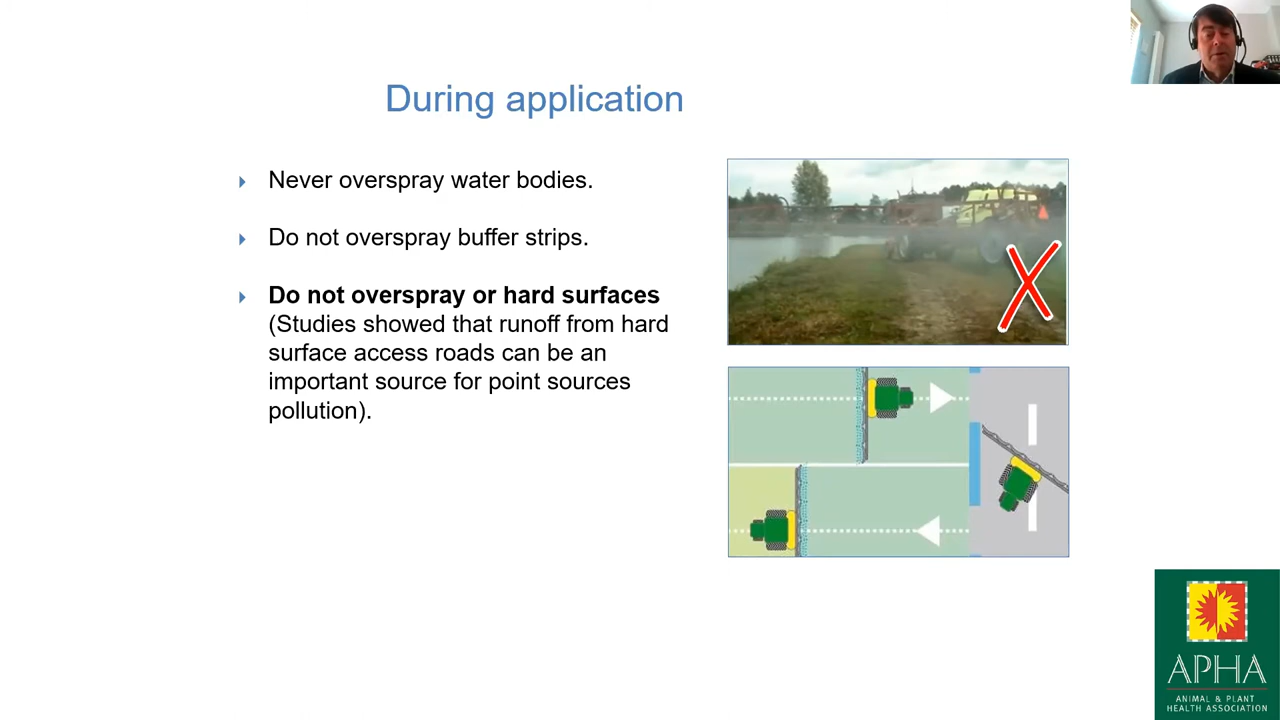 During application
Never overspray water bodies.
Do not overspray buffer strips.
Do not overspray or hard surfaces
(Studies showed that runoff from hard
surface access roads can be an
important source for point sources
pollution).
APHA
ANIMAL & PLANT
HEALTH ASSOCIATION